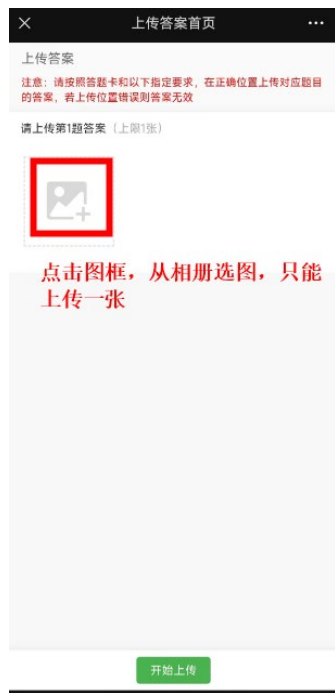 上传答案首页
上传答案
注意：请按照答题卡和以下指定要求，在正确位置上传对应题目
的答案，若上传位置错误则答案无效
请上传第1题答案（上限1张）
点击图框，从相册选图，只能
上传一张
开始上传